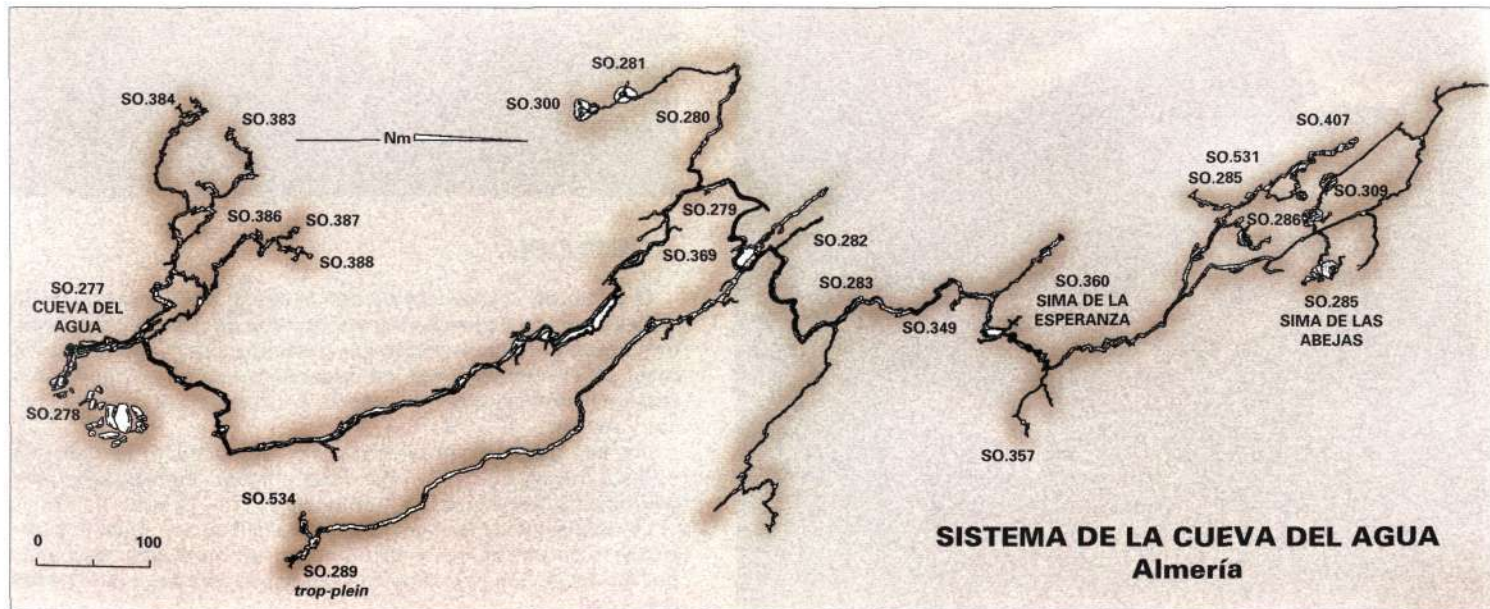 SO.281
SO.384
SO.300
SO.383
SO.280
SO.407
Nm
SO.531
SO.285
SO.309
SO.279
SO.386
SO.387
SO.286
SO.282
SO.369
SO.388
SO.277
CUEVA DEL
AGUA
SO.283
SO.360
SIMA DE LA
ESPERANZA
SO.285
SIMA DE LAS
ABEJAS
SO.349
SO.278
SO.357
SO.534
0 100
SISTEMA DE LA CUEVA DEL AGUA
Almería
SO.289
trop-plein